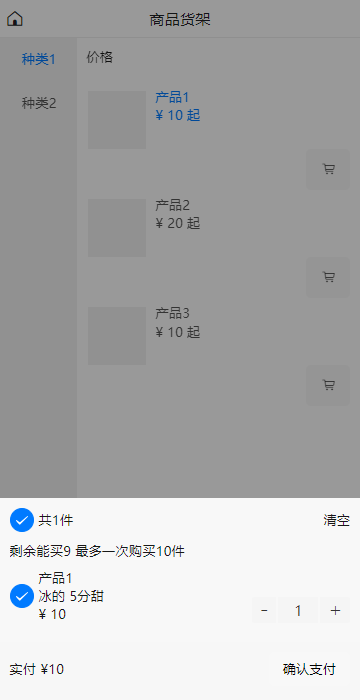 商品货架
种类1
种类2
价格
产品1
¥ 10 起
产品2
¥ 20 起
产品3
¥ 10 起
共1件
清空
剩余能买9 最多一次购买10件
产品1
冰的 5分甜
¥ 10
- 1 +
实付 ¥10
确认支付